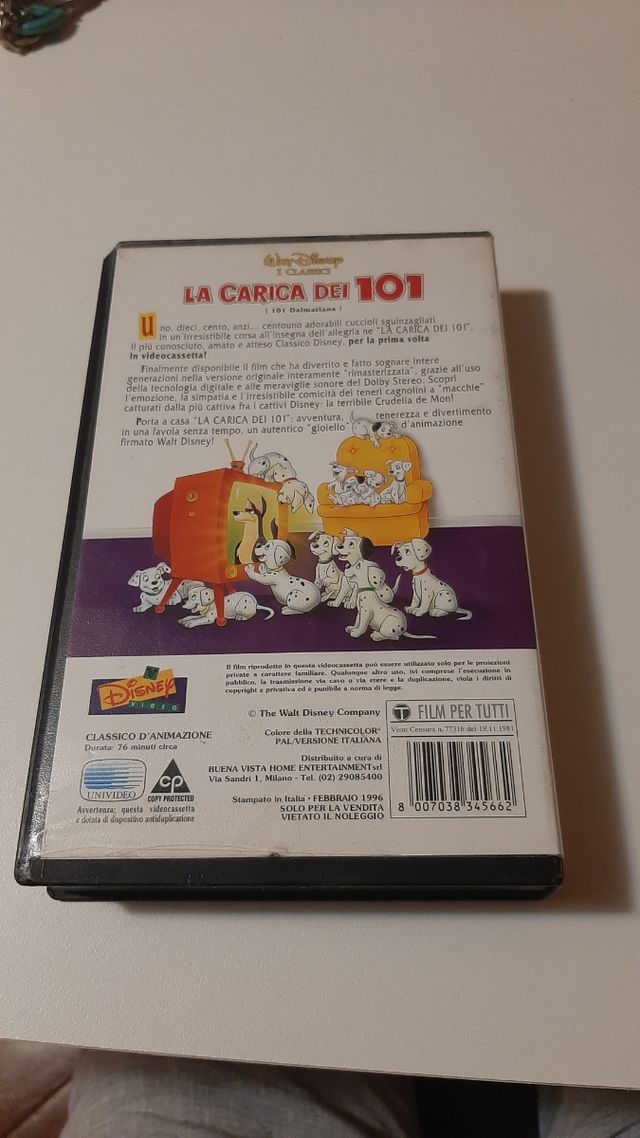 Walt Disney
I CLASSICI
LA CARICA DEI 101
( 101 Dalmatians )
Uno, dieci, cento, anzi... centouno adorabili cuccioli sguinzagliati
in un'irresistibile corsa all'insegna dell'allegria ne "LA CARICA DEI 101",
il più conosciuto, amato e atteso Classico Disney, per la prima volta
in videocassetta!
Finalmente disponibile il film che ha divertito e fatto sognare intere
generazioni nella versione originale interamente "rimasterizzata", grazie all'uso
della tecnologia digitale e alle meraviglie sonore del Dolby Stereo. Scopri
l'emozione, la simpatia e l'irresistibile comicità dei teneri cagnolini a "macchie"
catturati dalla più cattiva fra i cattivi Disney: la terribile Crudelia De Mon!
Porta a casa "LA CARICA DEI 101": avventura, tenerezza e divertimento
in una favola senza tempo, un autentico "gioiello" d'animazione
firmato Walt Disney!
Il film riprodotto in questa videocassetta può essere utilizzato solo per le proiezioni
private a carattere familiare. Qualunque altro uso, ivi comprese l'esecuzione in
pubblico, la trasmissione via cavo o via etere e la duplicazione, viola i diritti di
copyright e privativa ed è punibile a norma di legge.
DISNEY
VIDEO
© The Walt Disney Company
CLASSICO D'ANIMAZIONE
Durata: 76 minuti circa
Colore della TECHNICOLOR®
PAL/VERSIONE ITALIANA
T FILM PER TUTTI
Visto Censura n. 77316 del 19.11.1981
UNIVIDEO
CP
COPY PROTECTED
Avvertenza: questa videocassetta
è dotata di dispositivo antiduplicazione
Distribuito a cura di
BUENA VISTA HOME ENTERTAINMENT srl
Via Sandri 1, Milano - Tel. (02) 29085400
Stampato in Italia - FEBBRAIO 1996
SOLO PER LA VENDITA
VIETATO IL NOLEGGIO
8 007038 345662